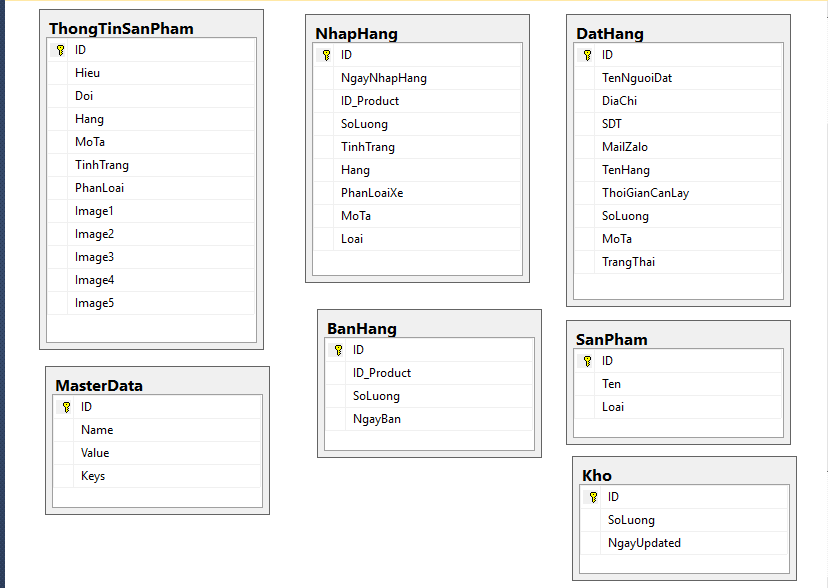 ThongTinSanPham
ID
Hieu
Doi
Hang
MoTa
TinhTrang
PhanLoai
Image1
Image2
Image3
Image4
Image5
NhapHang
ID
NgayNhapHang
ID_Product
SoLuong
TinhTrang
Hang
PhanLoaiXe
MoTa
Loai
DatHang
ID
TenNguoiDat
DiaChi
SDT
MailZalo
TenHang
ThoiGianCanLay
SoLuong
MoTa
TrangThai
MasterData
ID
Name
Value
Keys
BanHang
ID
ID_Product
SoLuong
NgayBan
SanPham
ID
Ten
Loai
Kho
ID
SoLuong
NgayUpdated